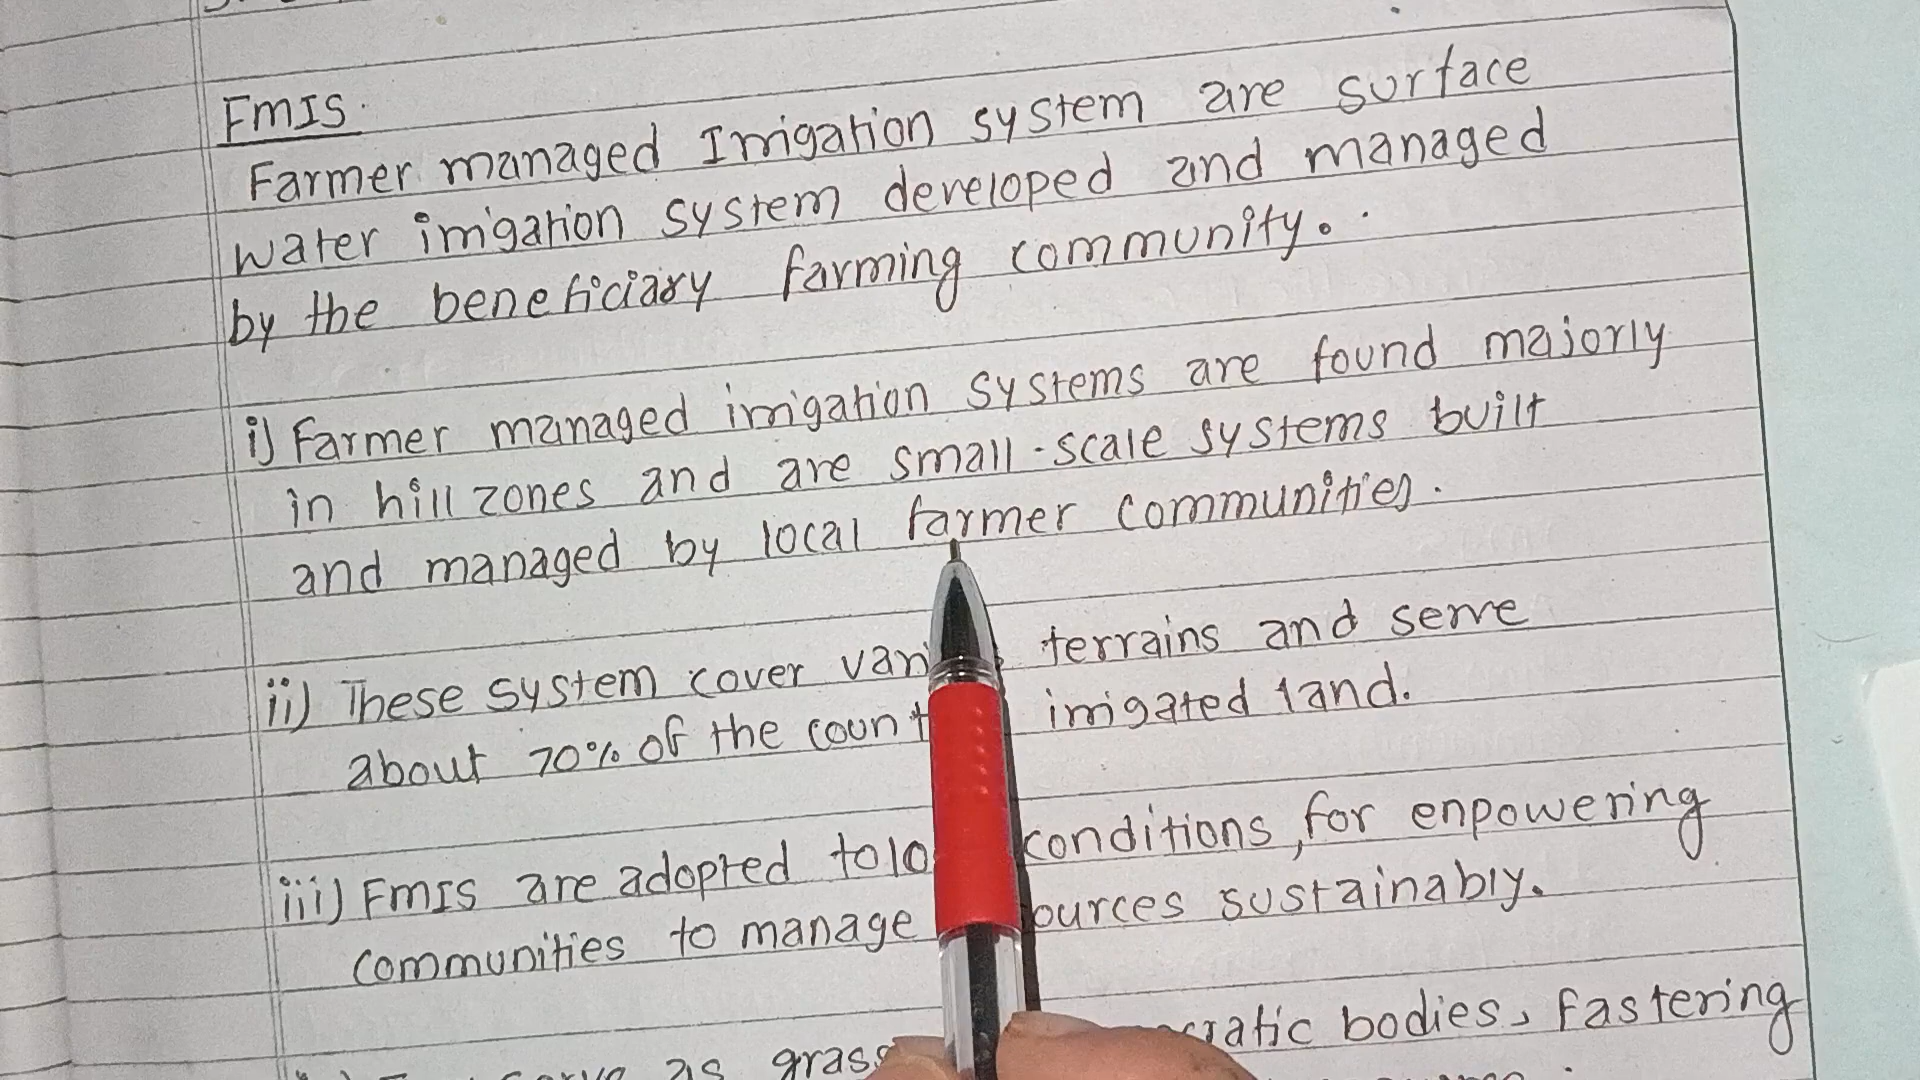 FMIS.
Farmer managed Irrigation system are surface
water irrigation system developed and managed
by the beneficiary farming community.
i) Farmer managed irrigation systems are found majorly
in hill zones and are small-scale systems built
and managed by local farmer communities.
ii) These system cover terrains and serve
about 70% of the irrigated land.
iii) FMIS are adopted to conditions, for enpowering
communities to manage sustainably.
as bodies, fastering